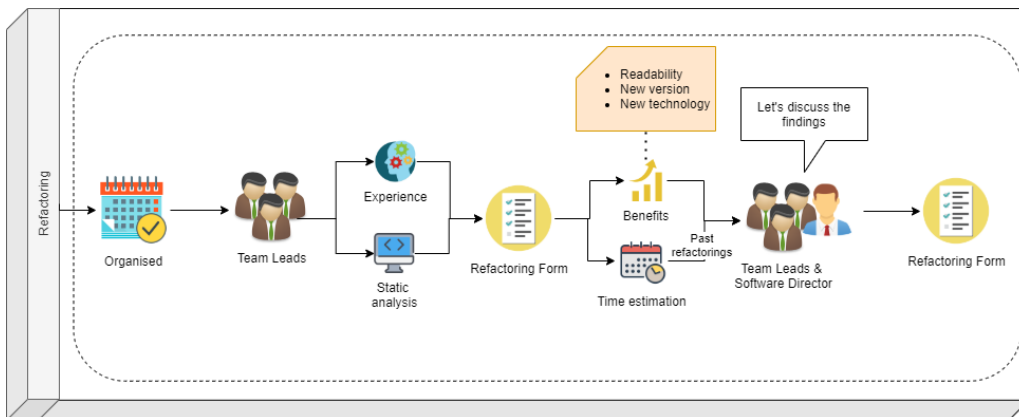 Refactoring
Organised
Team Leads
Experience
Static
analysis
Refactoring Form
• Readability
• New version
• New technology
Benefits
Time estimation
Past
refactorings
Let's discuss the
findings
Team Leads &
Software Director
Refactoring Form